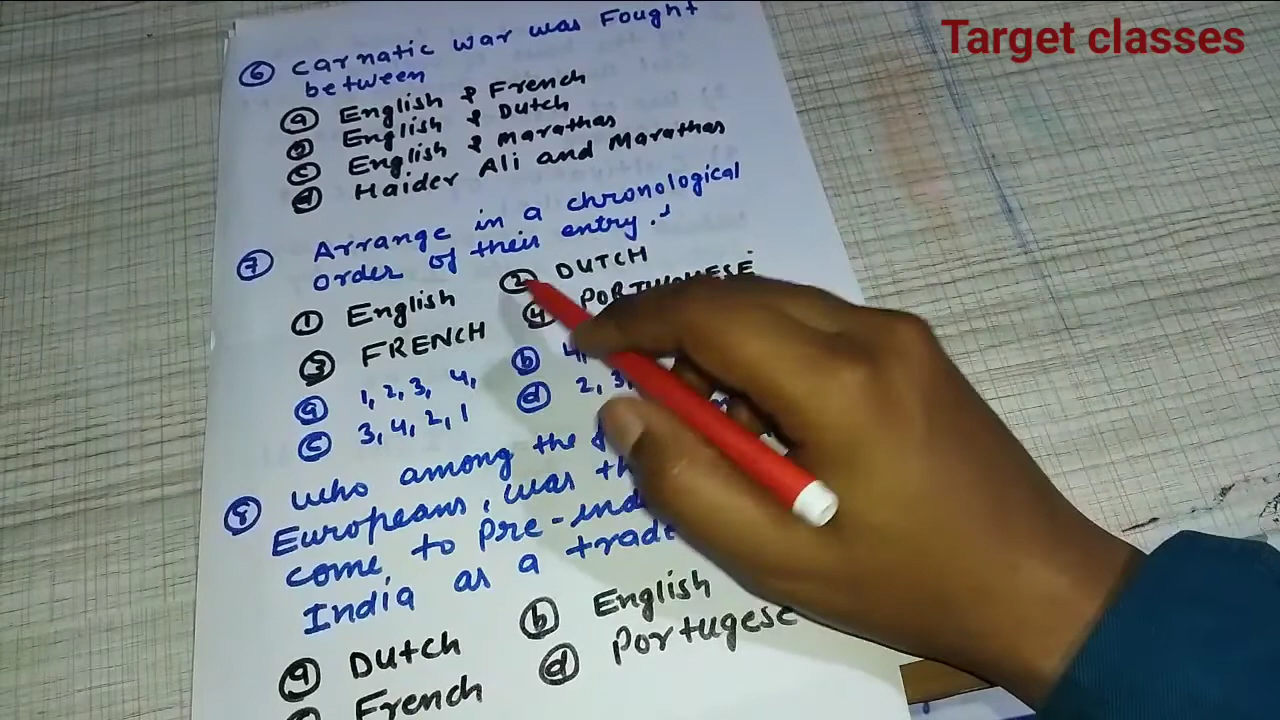 Target classes
⑥ Carnatic war was Fought
between
ⓐ English & French
ⓑ English & Dutch
ⓒ English & Marathas
ⓓ Haider Ali and Marathas
⑦ Arrange in a chronological
order of their entry.
① English ② DUTCH
③ FRENCH ④ PORTUGUESE
ⓐ 1, 2, 3, 4, ⓑ 4,
ⓒ 3, 4, 2, 1 ⓓ 2, 3,
⑧ Who among the
Europeans, was
come to Pre-
India as a
ⓐ Dutch ⓑ English
French ⓓ Portugese